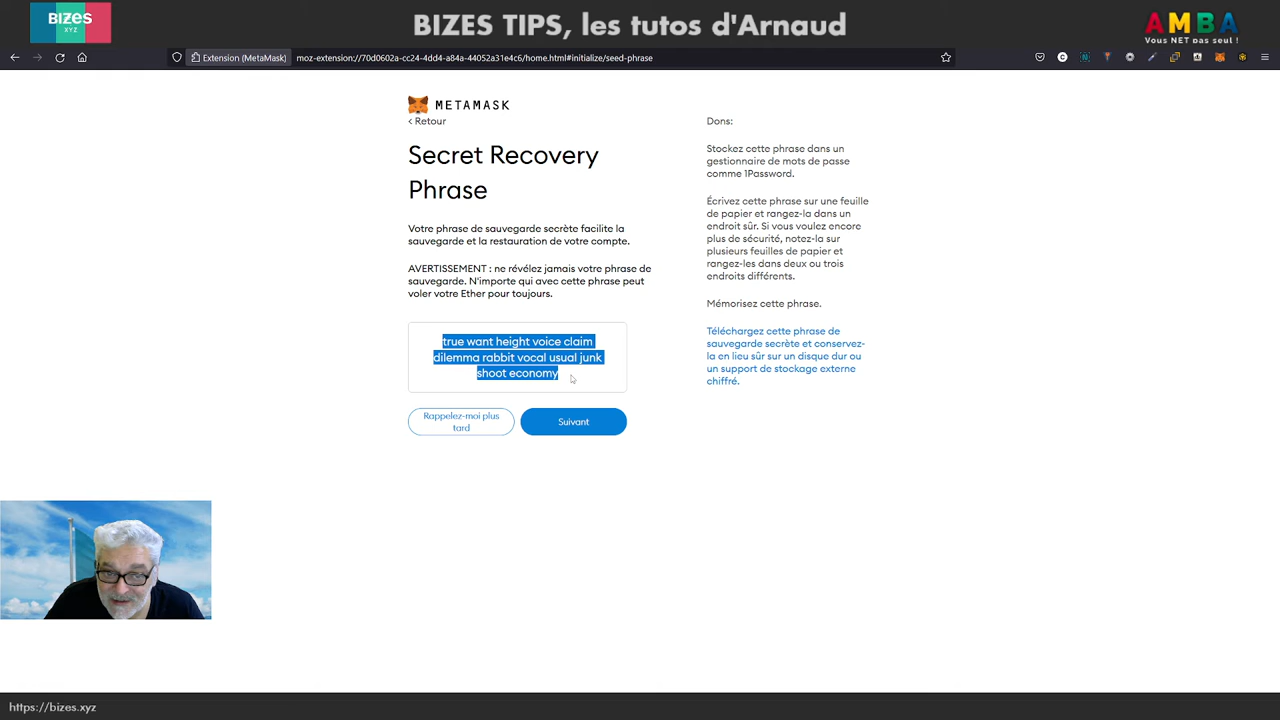 BIZES
XYZ
BIZES TIPS, les tutos d'Arnaud
AMBA
Vous NET pas seul !
Extension (MetaMask)
moz-extension://70d0602a-cc24-4dd4-a84a-44052a31e4c6/home.html#initialize/seed-phrase
METAMASK
< Retour
Secret Recovery
Phrase
Votre phrase de sauvegarde secrète facilite la
sauvegarde et la restauration de votre compte.
AVERTISSEMENT : ne révélez jamais votre phrase de
sauvegarde. N'importe qui avec cette phrase peut
voler votre Ether pour toujours.
true want height voice claim
dilemma rabbit vocal usual junk
shoot economy
Rappelez-moi plus
tard
Suivant
Dons:
Stockez cette phrase dans un
gestionnaire de mots de passe
comme 1Password.
Écrivez cette phrase sur une feuille
de papier et rangez-la dans un
endroit sûr. Si vous voulez encore
plus de sécurité, notez-la sur
plusieurs feuilles de papier et
rangez-les dans deux ou trois
endroits différents.
Mémorisez cette phrase.
Téléchargez cette phrase de
sauvegarde secrète et conservez-
la en lieu sûr sur un disque dur ou
un support de stockage externe
chiffré.
https://bizes.xyz